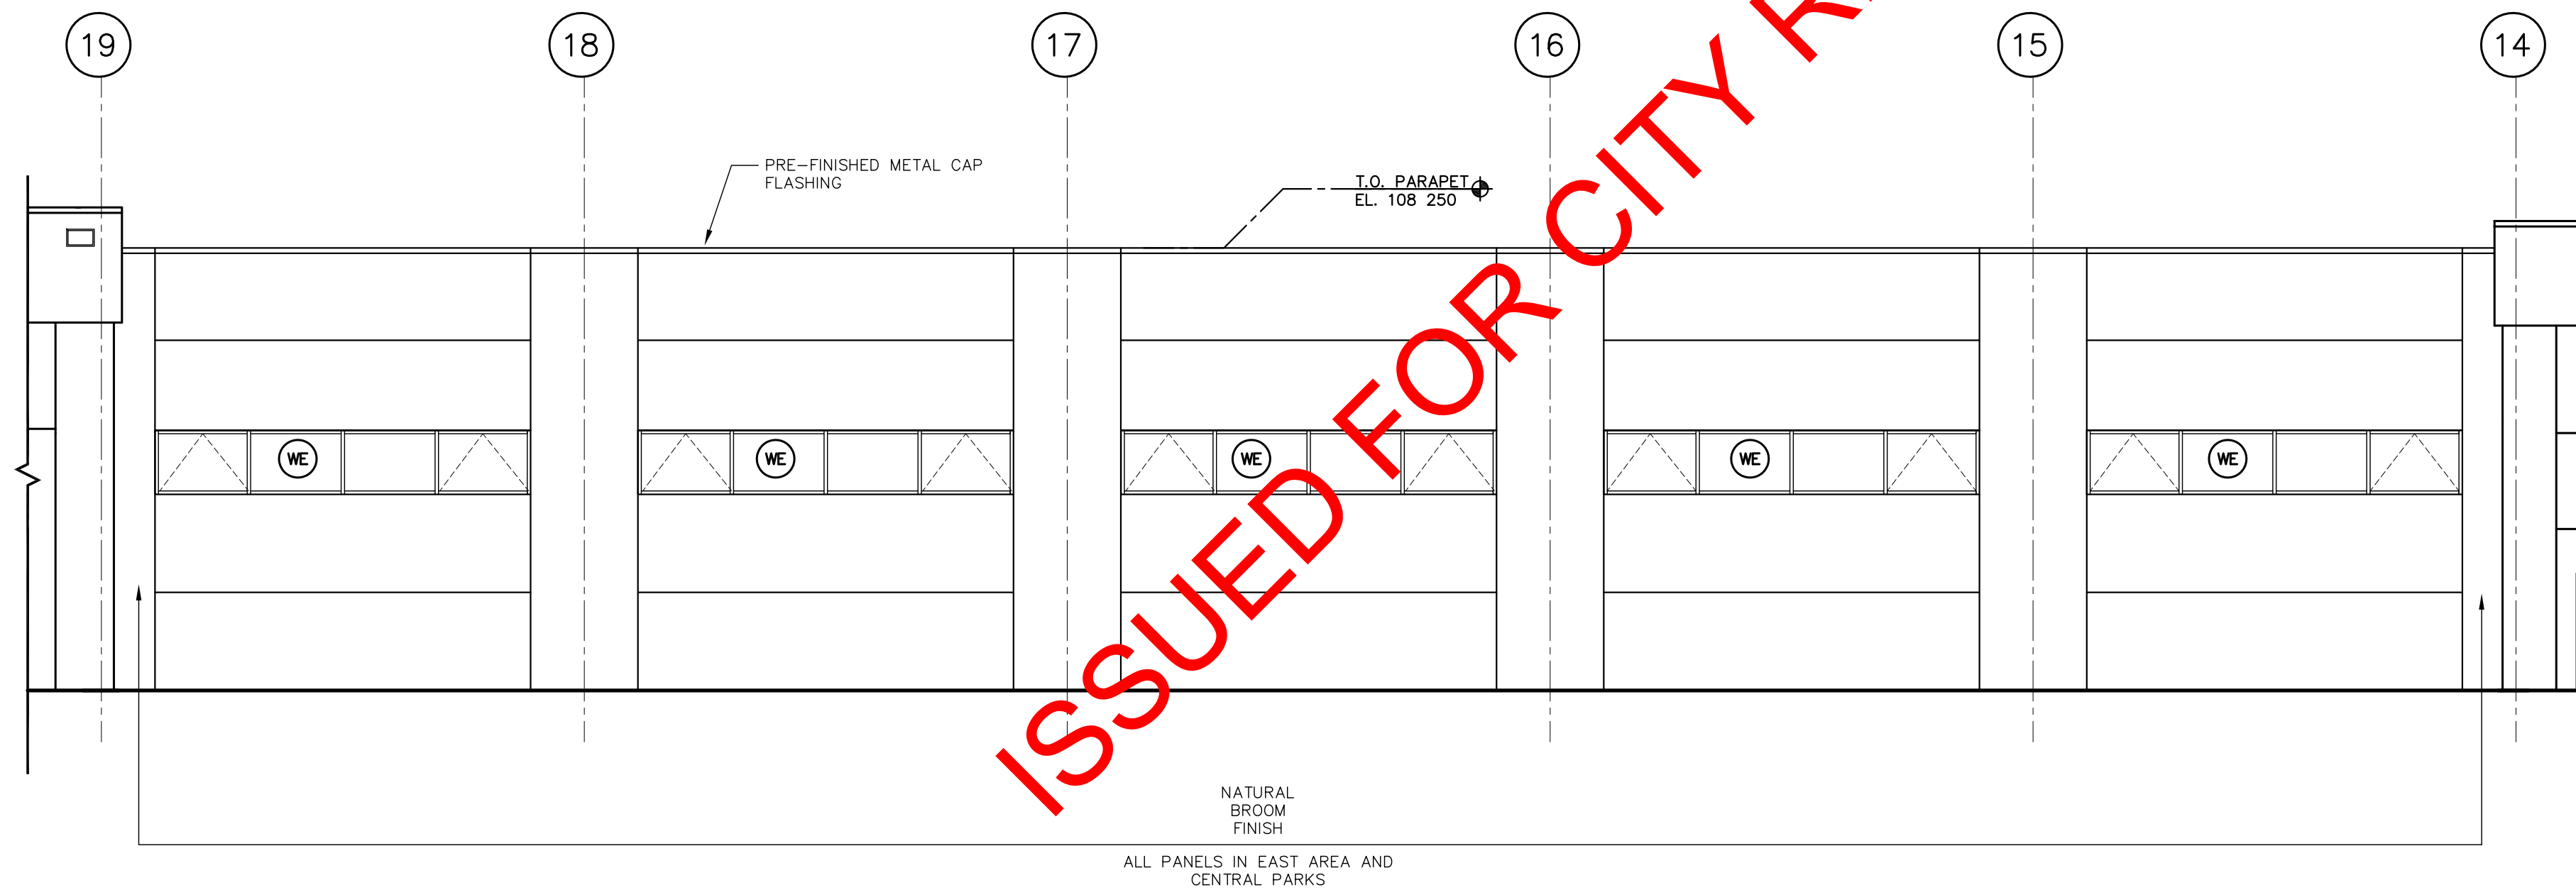 19 18 17 16 15 14
PRE-FINISHED METAL CAP
FLASHING
T.O. PARAPET
EL. 108 250
WE WE WE WE WE
ISSUED FOR CITY
NATURAL
BROOM
FINISH
ALL PANELS IN EAST AREA AND
CENTRAL PARKS